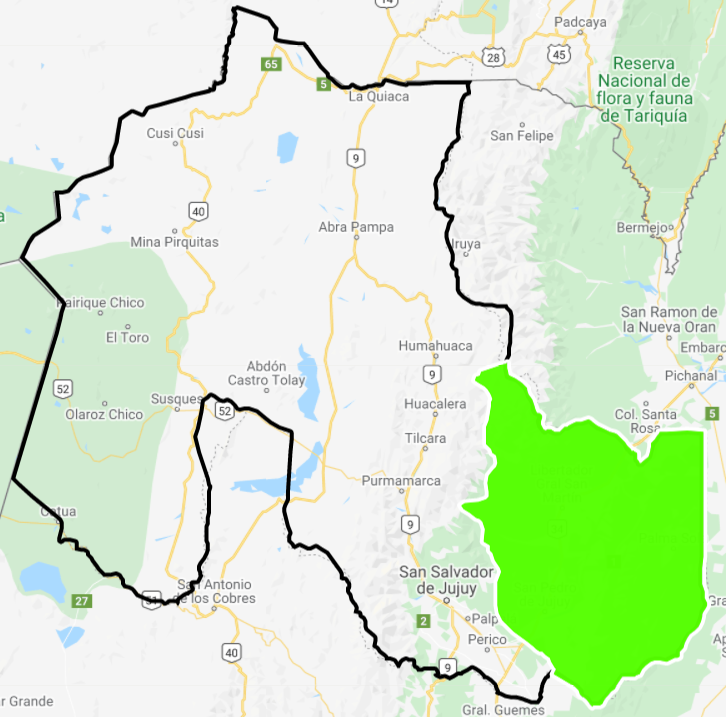 14
Padcaya
28
45
65
5
La Quiaca
Reserva
Nacional de
flora y fauna
de Tariquía
Cusi Cusi
San Felipe
9
40
a
Mina Pirquitas
Abra Pampa
Iruya
Bermejo
Pairique Chico
El Toro
San Ramon de
la Nueva Oran
Humahuaca
Embarc
Abdón
Castro Tolay
9
Pichanal
52
Olaroz Chico
Susques
52
Huacalera
Col. Santa
Rosa
5
Tilcara
Purmamarca
Catua
9
San Salvador
de Jujuy
San Antonio
de los Cobres
27
51
Gra
2
Palp
Perico
40
9
ar Grande
Gral. Guemes